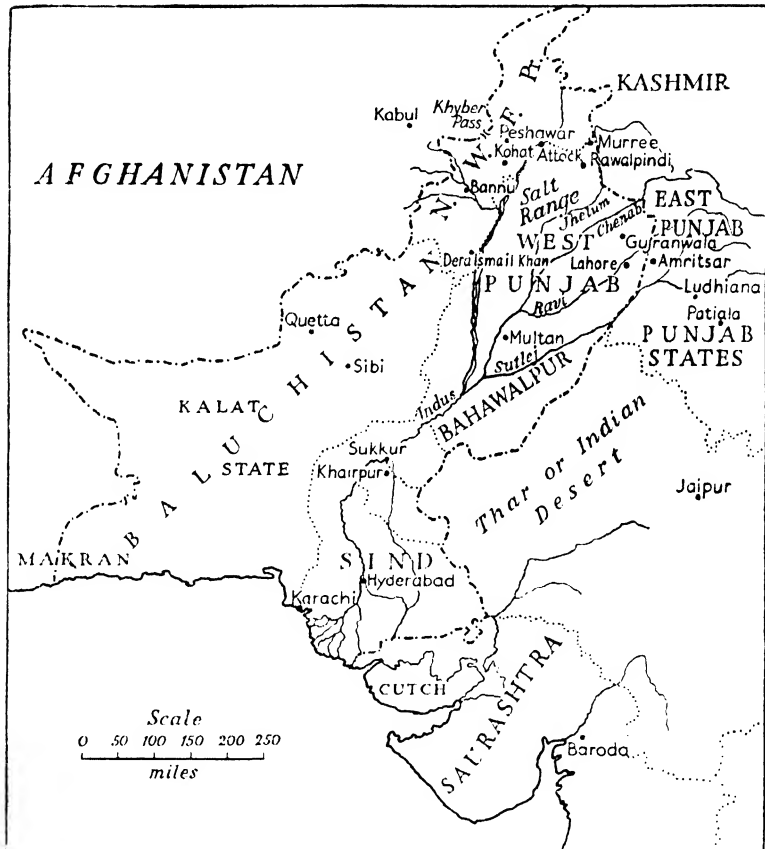 KASHMIR
Kabul
Khyber
Pass
N. W. F. P.
Peshawar
Murree
Kohat
Attock
Rawalpindi
AFGHANISTAN
Bannu
Salt
Range
Jhelum
Chenab
EAST
PUNJAB
WEST
PUNJAB
Gujranwala
Dera Ismail Khan
Lahore
Amritsar
Ludhiana
Ravi
Patiala
Quetta
Multan
PUNJAB
STATES
Sibi
Sutlej
Indus
BAHAWALPUR
KALAT
STATE
BALUCHISTAN
Sukkur
Khairpur
Thar or Indian
Desert
Jaipur
MAKRAN
SIND
Hyderabad
Karachi
CUTCH
SAURASHTRA
Baroda
Scale
0 50 100 150 200 250
miles